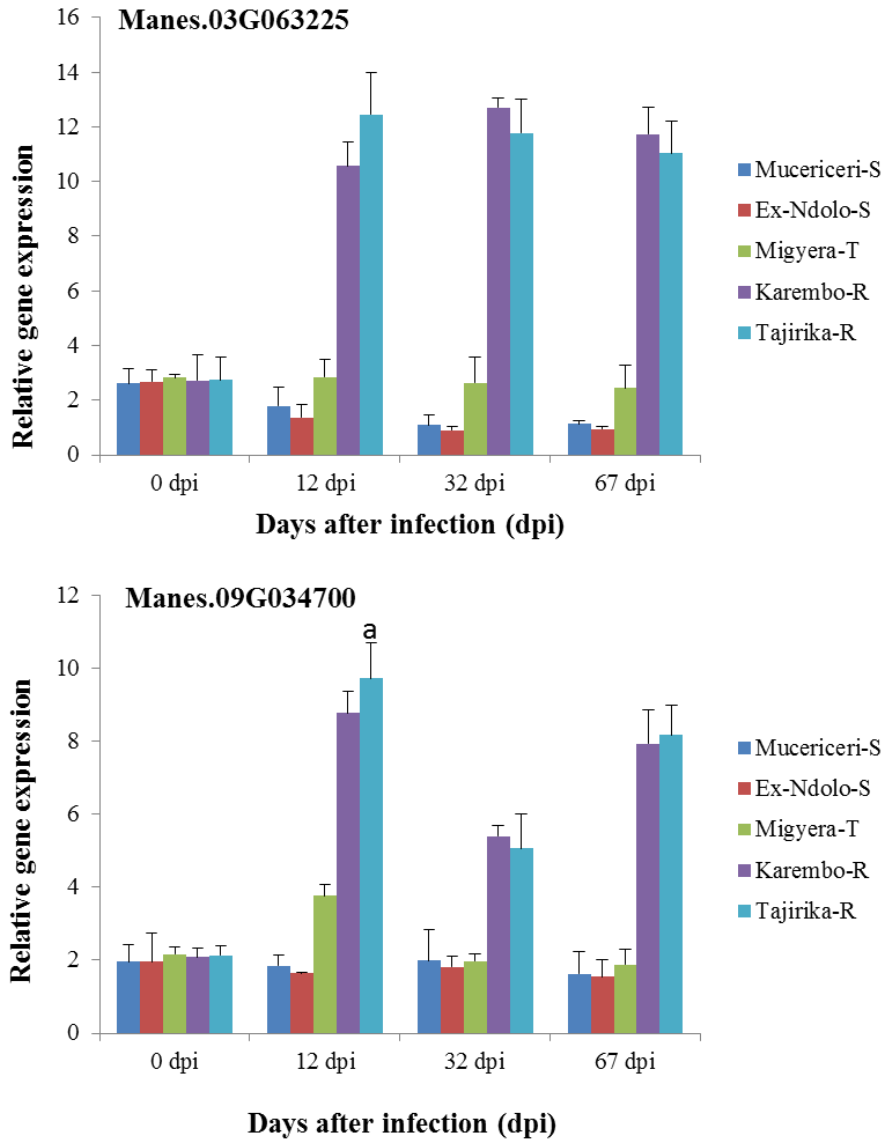 Manes.03G063225
16
14
12
10
8
6
4
2
0
Relative gene expression
0 dpi 12 dpi 32 dpi 67 dpi
Days after infection (dpi)
Mucericeri-S
Ex-Ndolo-S
Migyera-T
Karembo-R
Tajirika-R
Manes.09G034700
12
10
8
6
4
2
0
a
Relative gene expression
0 dpi 12 dpi 32 dpi 67 dpi
Days after infection (dpi)
Mucericeri-S
Ex-Ndolo-S
Migyera-T
Karembo-R
Tajirika-R